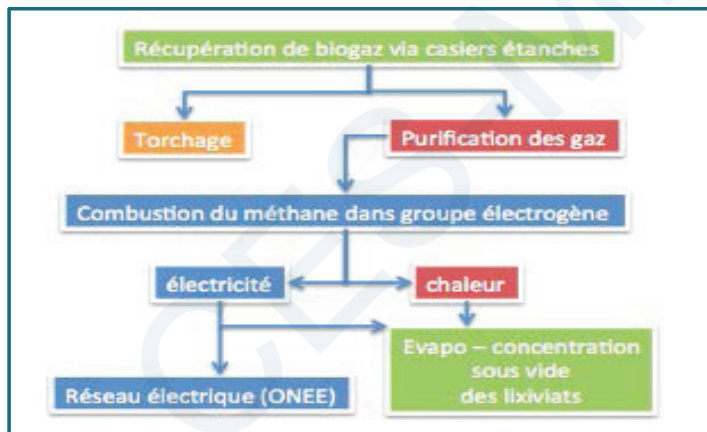 Récupération de biogaz via casiers étanches
Torchage
Purification des gaz
Combustion du méthane dans groupe électrogène
électricité
chaleur
Evapo – concentration
sous vide
des lixiviats
Réseau électrique (ONEE)